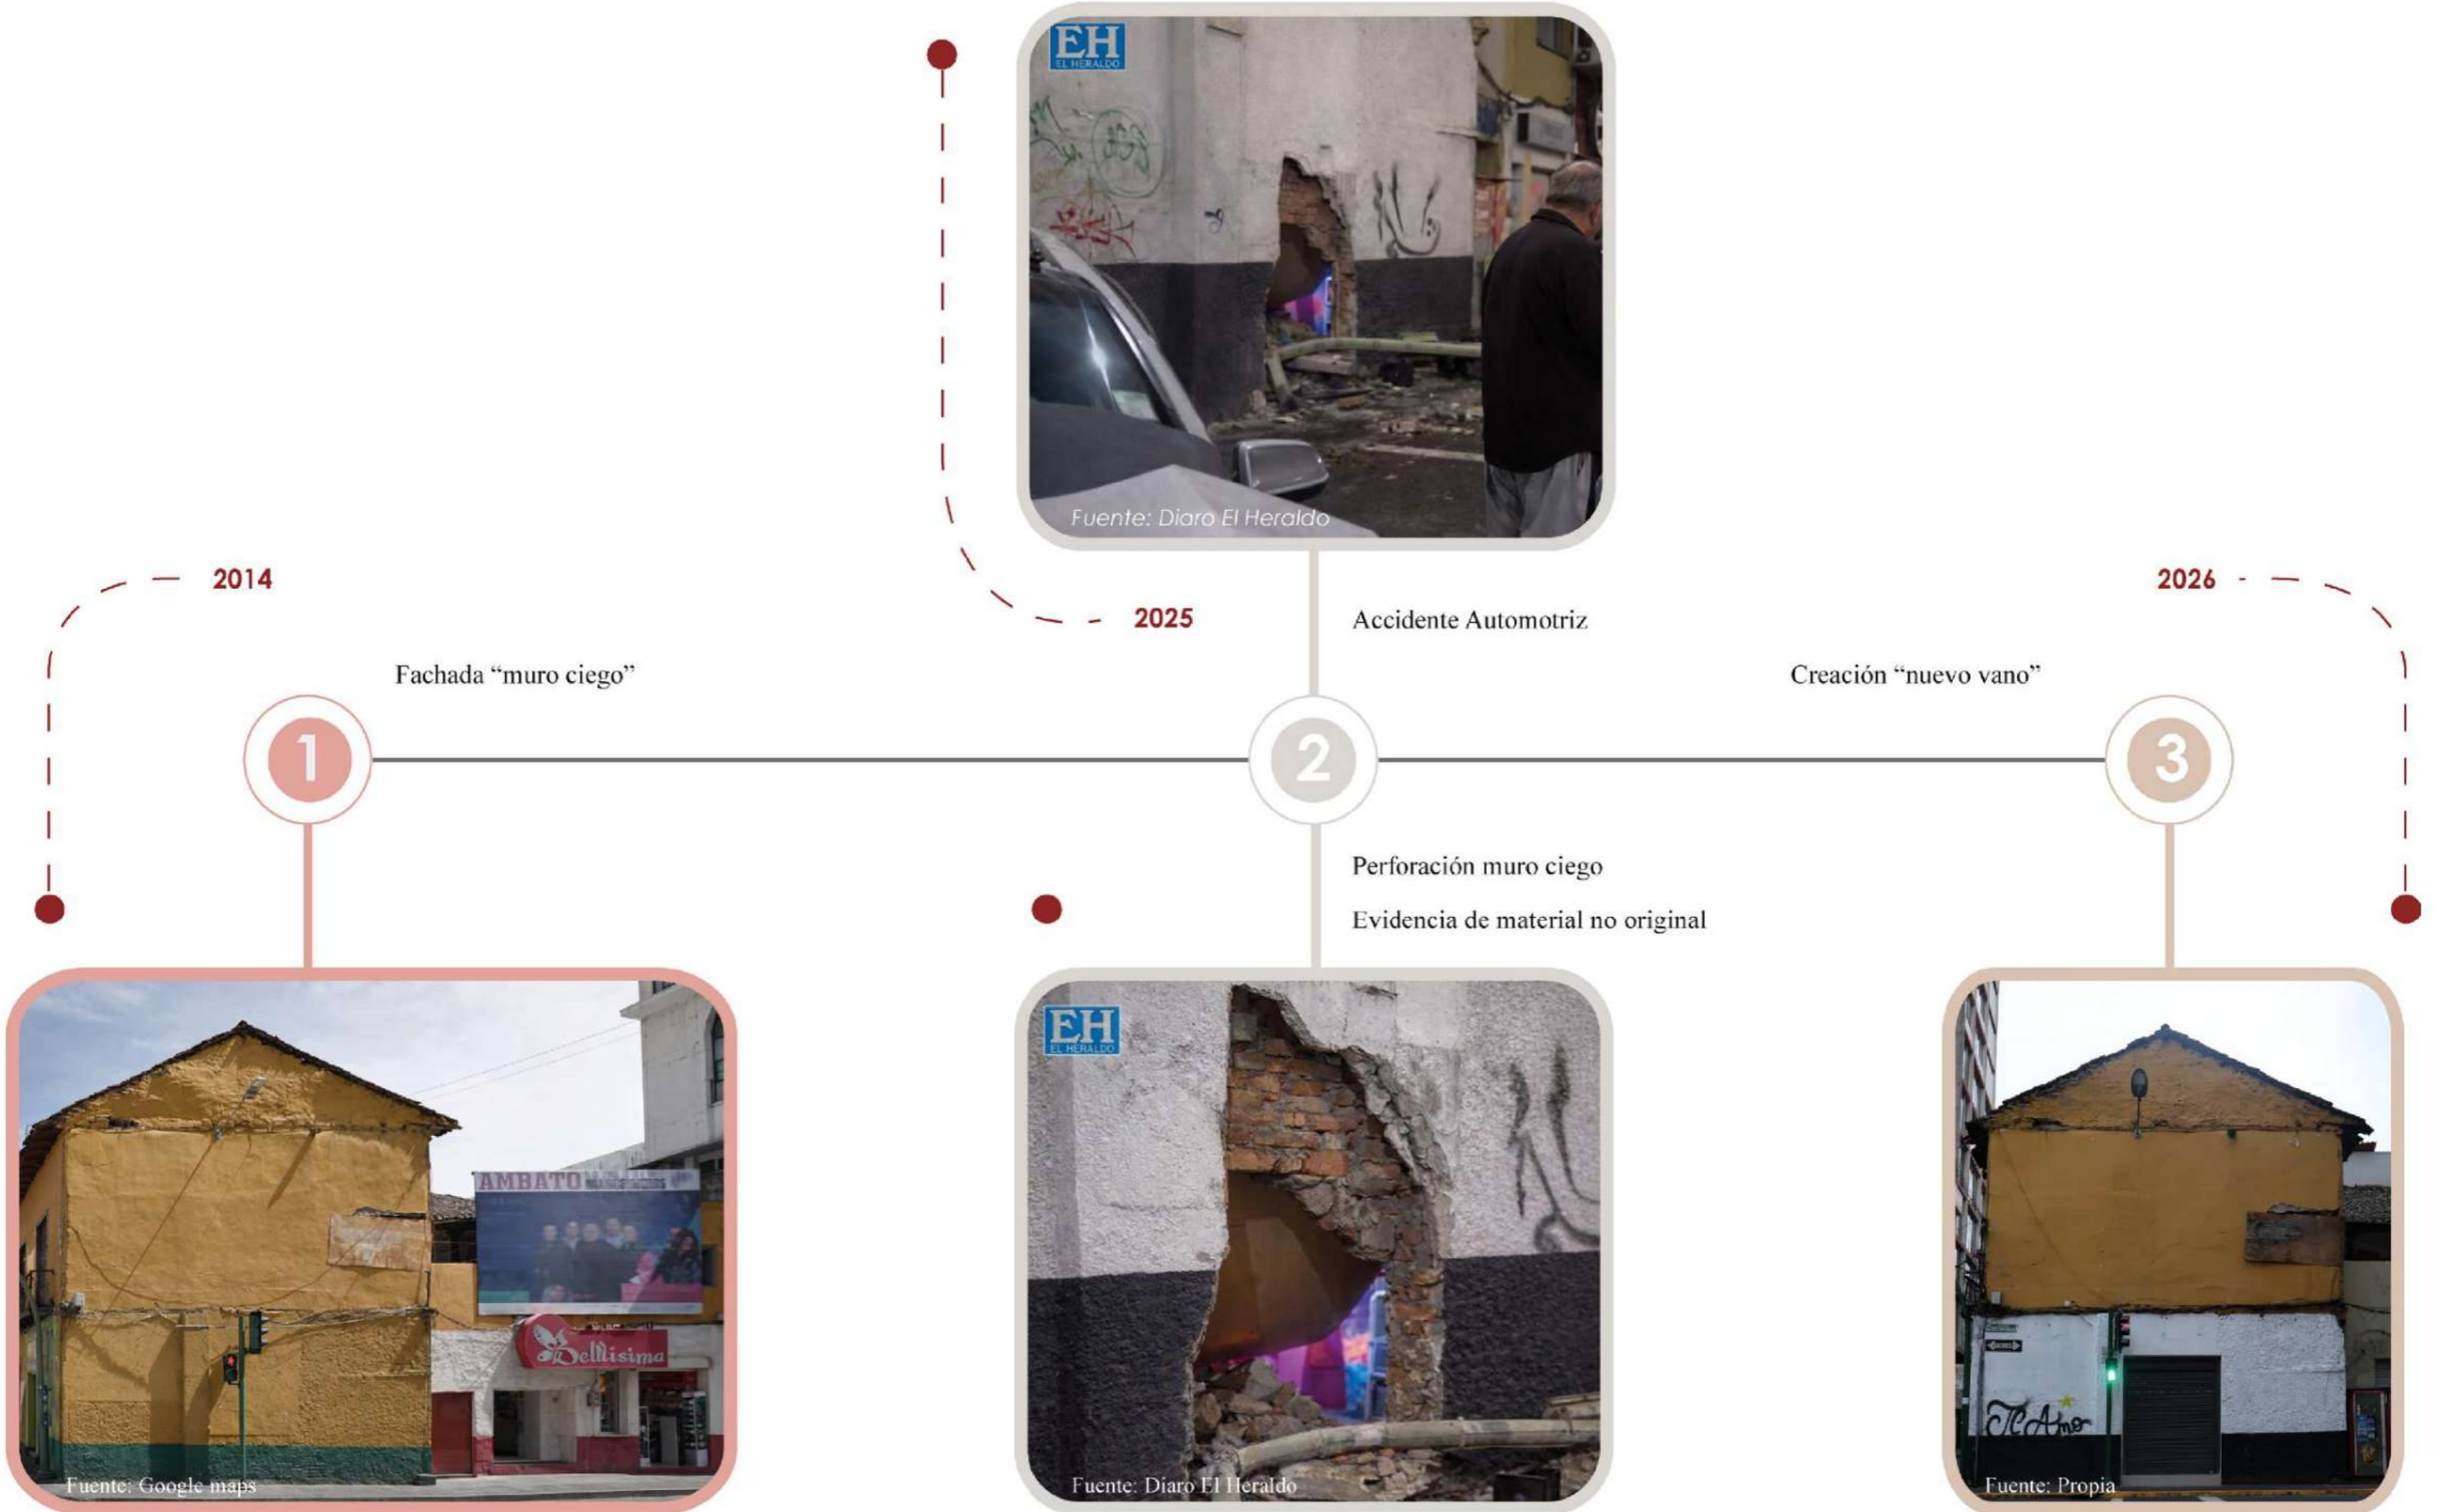 EH
EL HERALDO
Fuente: Diaro El Heraldo
2014
2025
Accidente Automotriz
2026
Fachada “muro ciego”
Creación “nuevo vano”
1
2
3
Perforación muro ciego
Evidencia de material no original
AMBATO
Bellisima
Fuente: Google maps
EH
EL HERALDO
Fuente: Diaro El Heraldo
Te Amo
Fuente: Propia